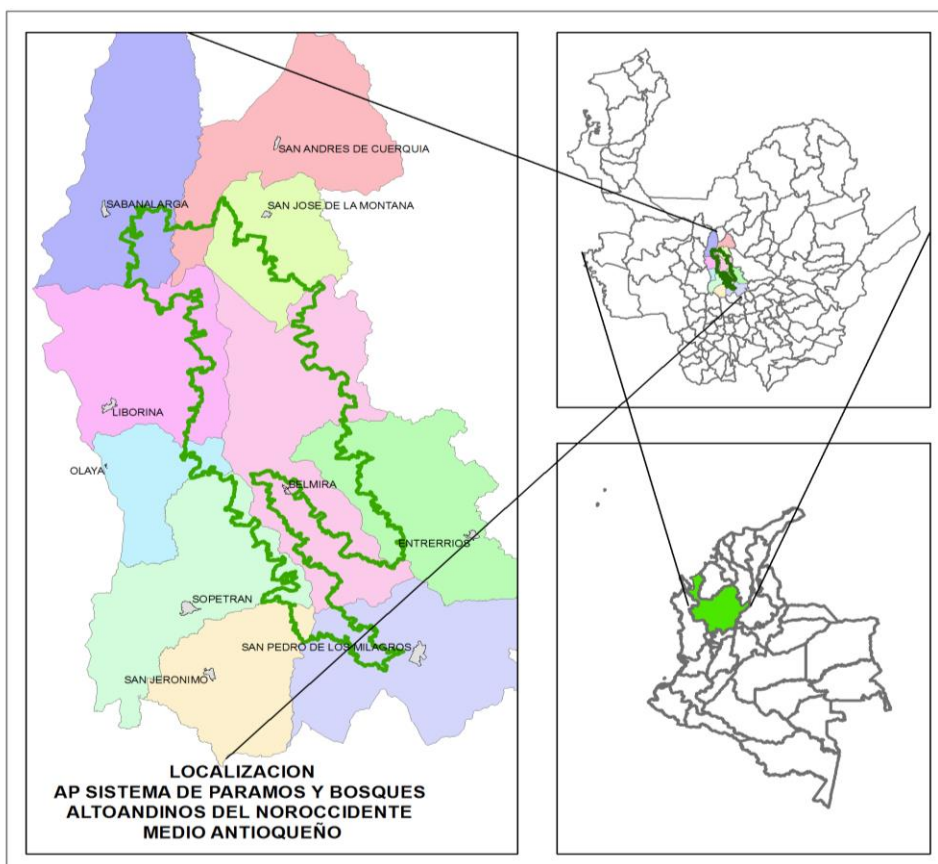 SAN ANDRES DE CUERQUIA
SABANALARGA
SAN JOSE DE LA MONTANA
LIBORINA
OLAYA
BELMIRA
ENTRERRIOS
SOPETRAN
SAN PEDRO DE LOS MILAGROS
SAN JERONIMO
LOCALIZACION
AP SISTEMA DE PARAMOS Y BOSQUES
ALTOANDINOS DEL NOROCCIDENTE
MEDIO ANTIOQUEÑO